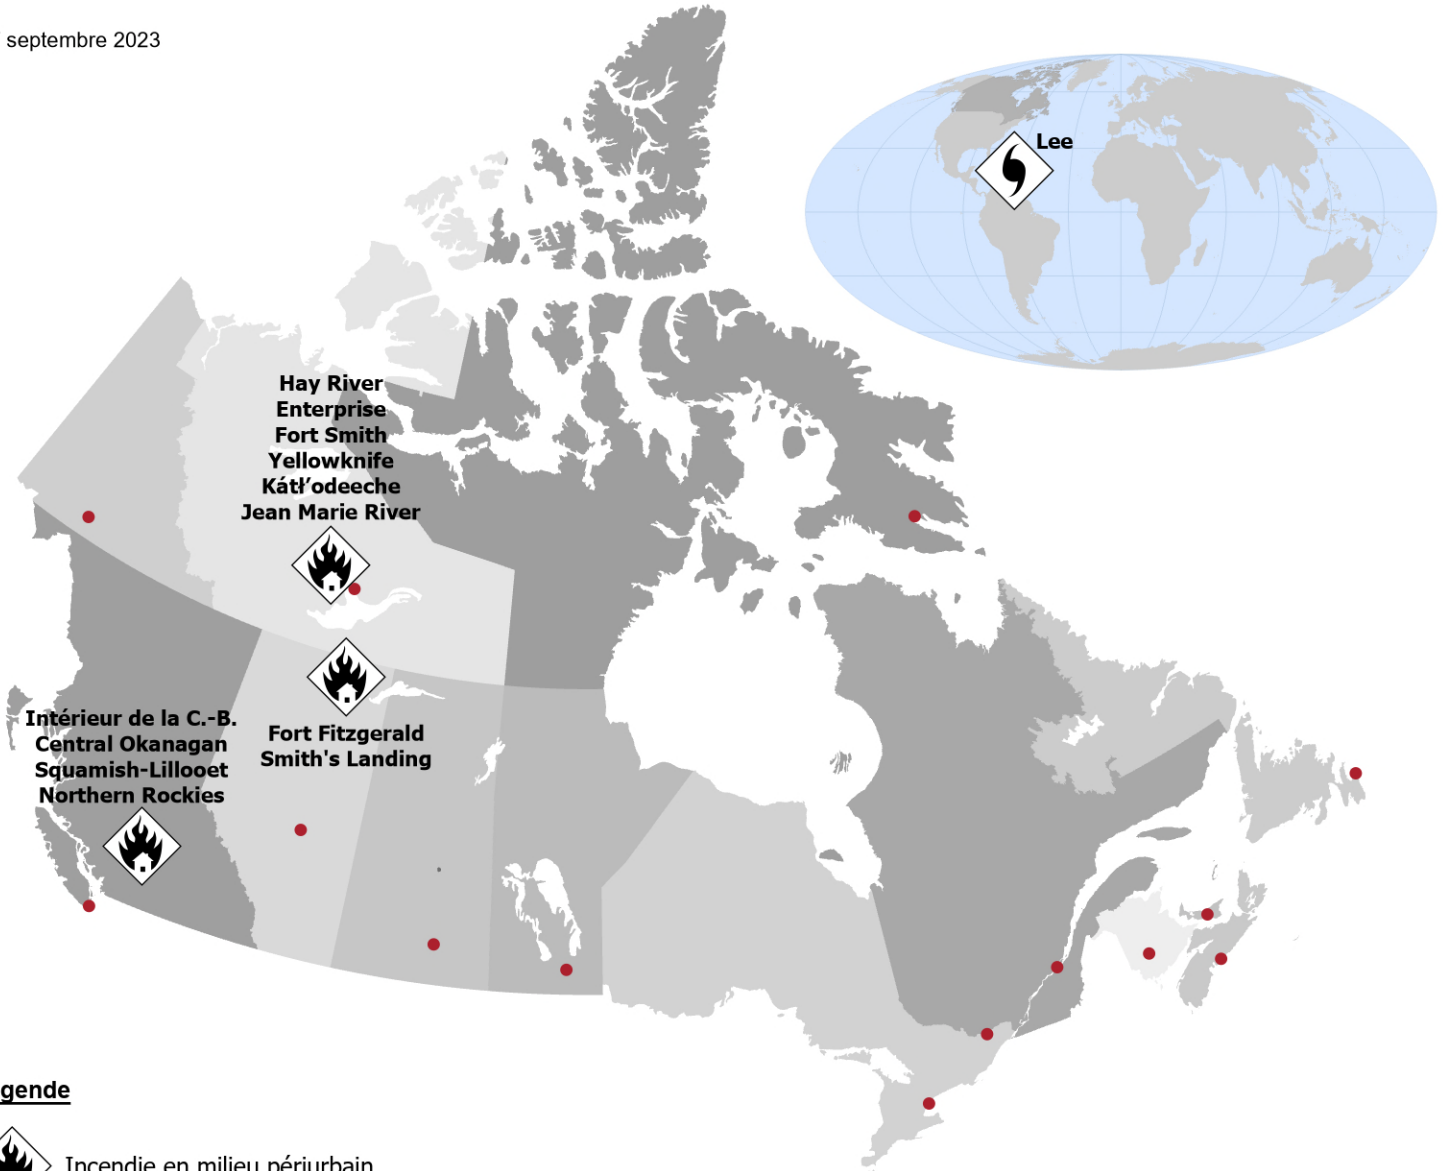 septembre 2023
Lee
Hay River
Enterprise
Fort Smith
Yellowknife
Kátł’odeeche
Jean Marie River
Fort Fitzgerald
Smith's Landing
Intérieur de la C.-B.
Central Okanagan
Squamish-Lillooet
Northern Rockies
gende
Incendie en milieu périurbain